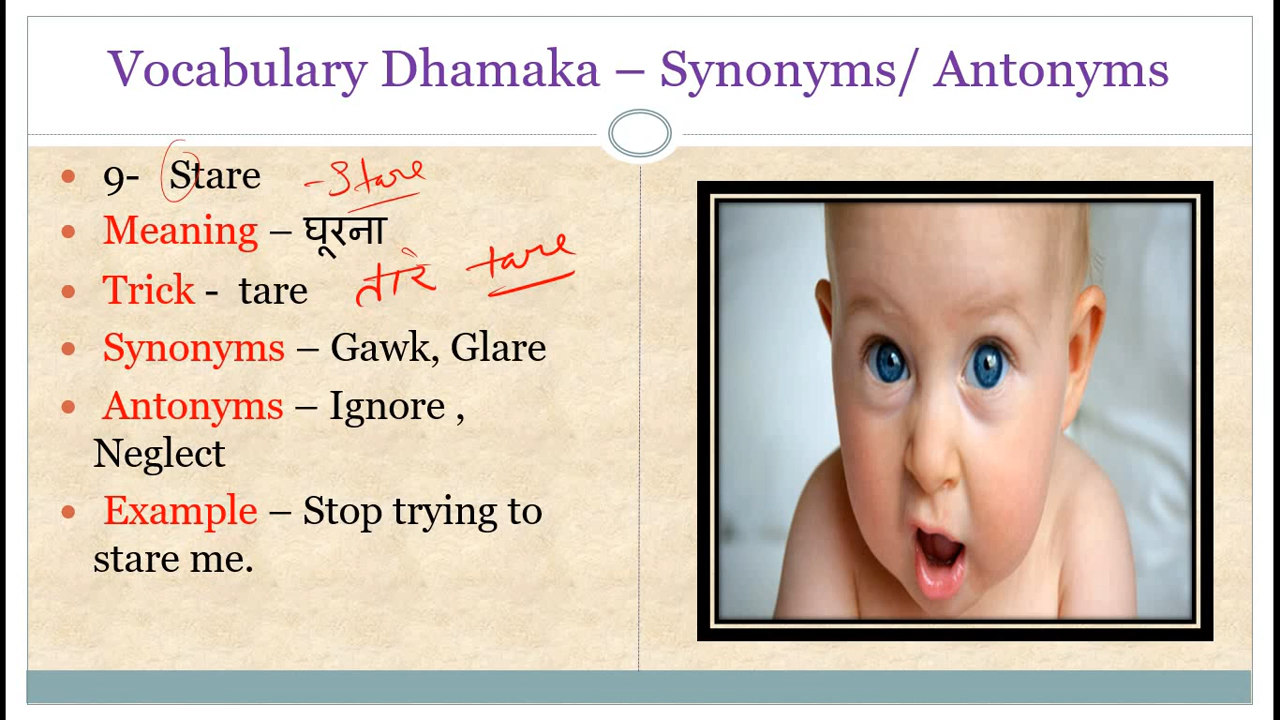 Vocabulary Dhamaka – Synonyms/ Antonyms
9- Stare - Stare
Meaning – घूरना
Trick - tare तारे tare
Synonyms – Gawk, Glare
Antonyms – Ignore ,
Neglect
Example – Stop trying to
stare me.